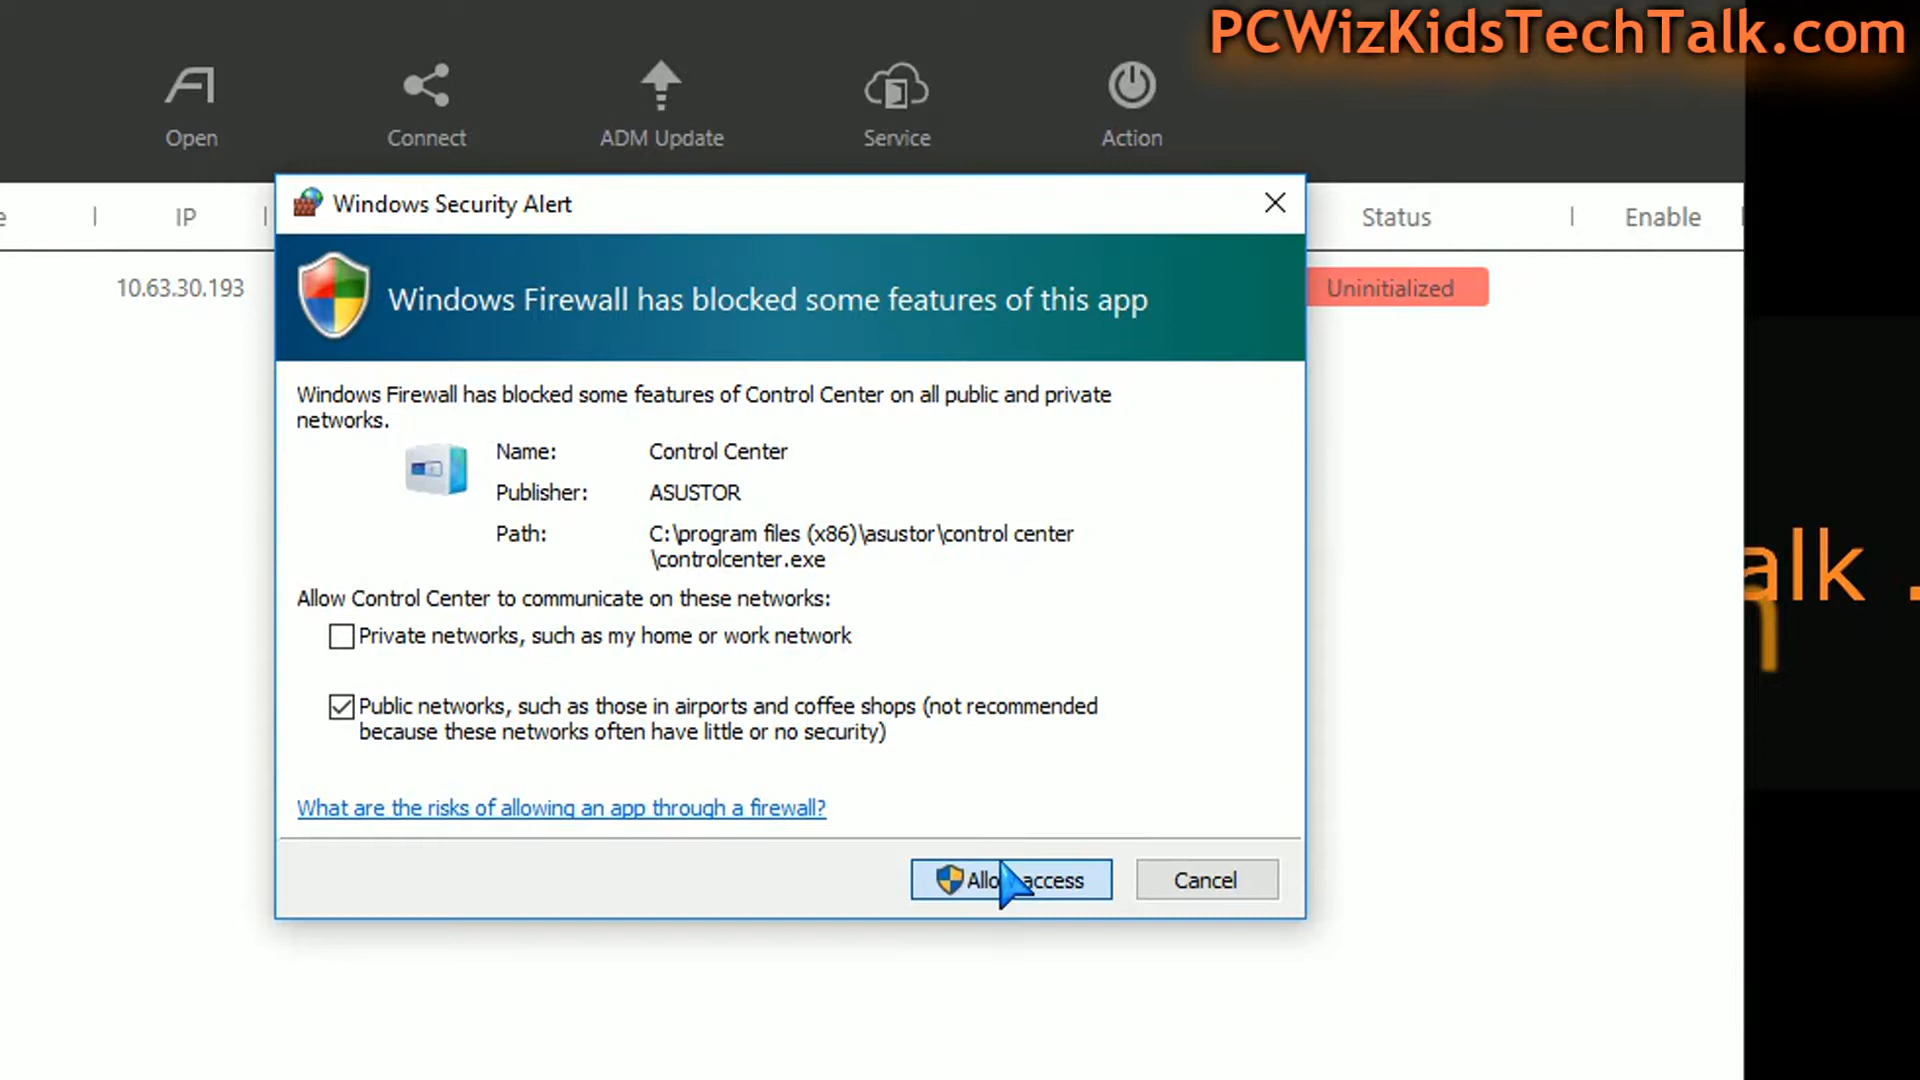 PCWizKidsTechTalk.com
Open
Connect
ADM Update
Service
Action
Windows Security Alert
IP
Status
Enable
Windows Firewall has blocked some features of this app
10.63.30.193
Uninitialized
Windows Firewall has blocked some features of Control Center on all public and private
networks.
Name: Control Center
Publisher: ASUSTOR
Path: C:\program files (x86)\asustor\control center
\controlcenter.exe
Allow Control Center to communicate on these networks:
Private networks, such as my home or work network
Public networks, such as those in airports and coffee shops (not recommended
because these networks often have little or no security)
What are the risks of allowing an app through a firewall?
Allow access
Cancel
alk .